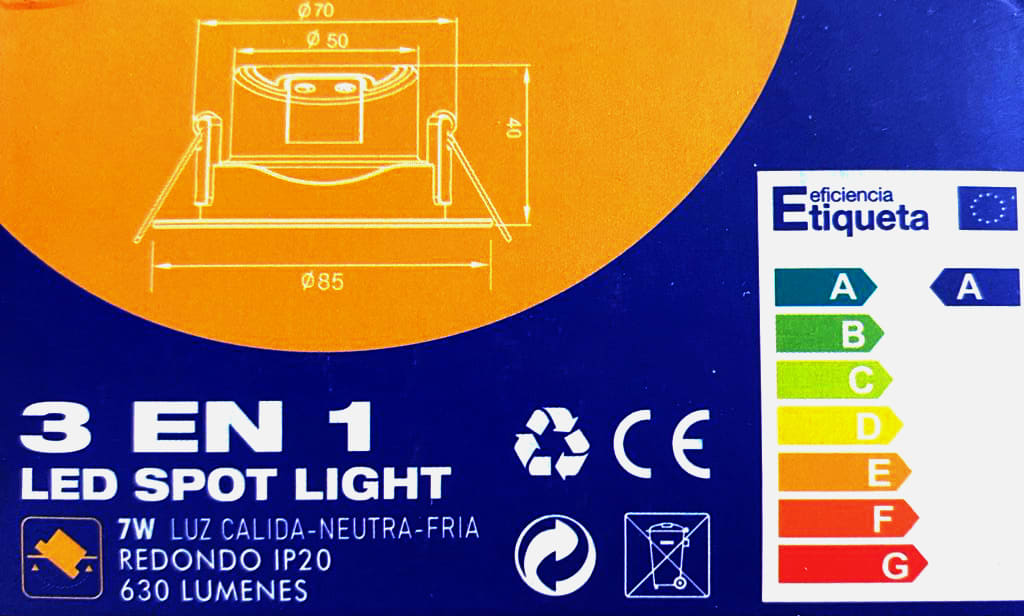 Ø70
Ø 50
40
Ø85
eficiencia
Etiqueta
A
A
B
C
D
E
F
G
3 EN 1
LED SPOT LIGHT
7W LUZ CALIDA-NEUTRA-FRIA
REDONDO IP20
630 LUMENES
CE